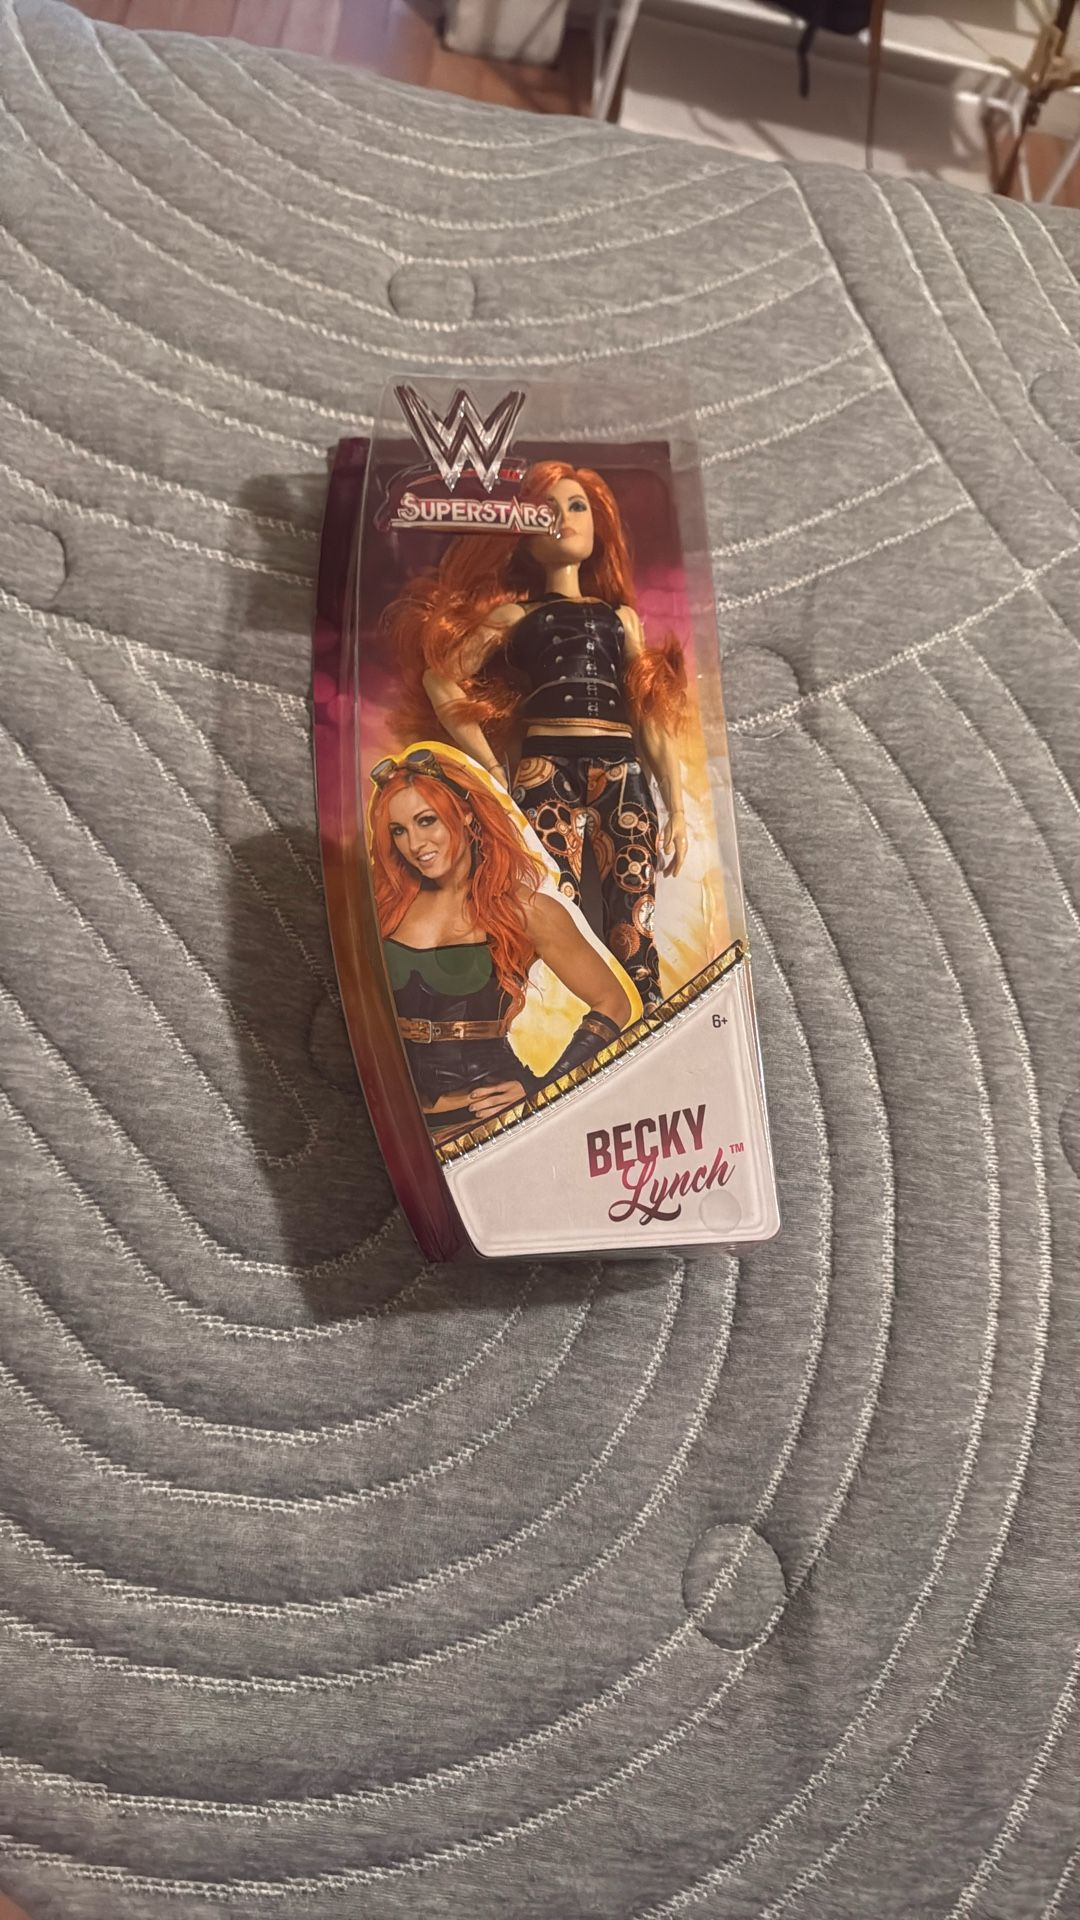 W
SUPERSTARS
6+
BECKY
Lynch™